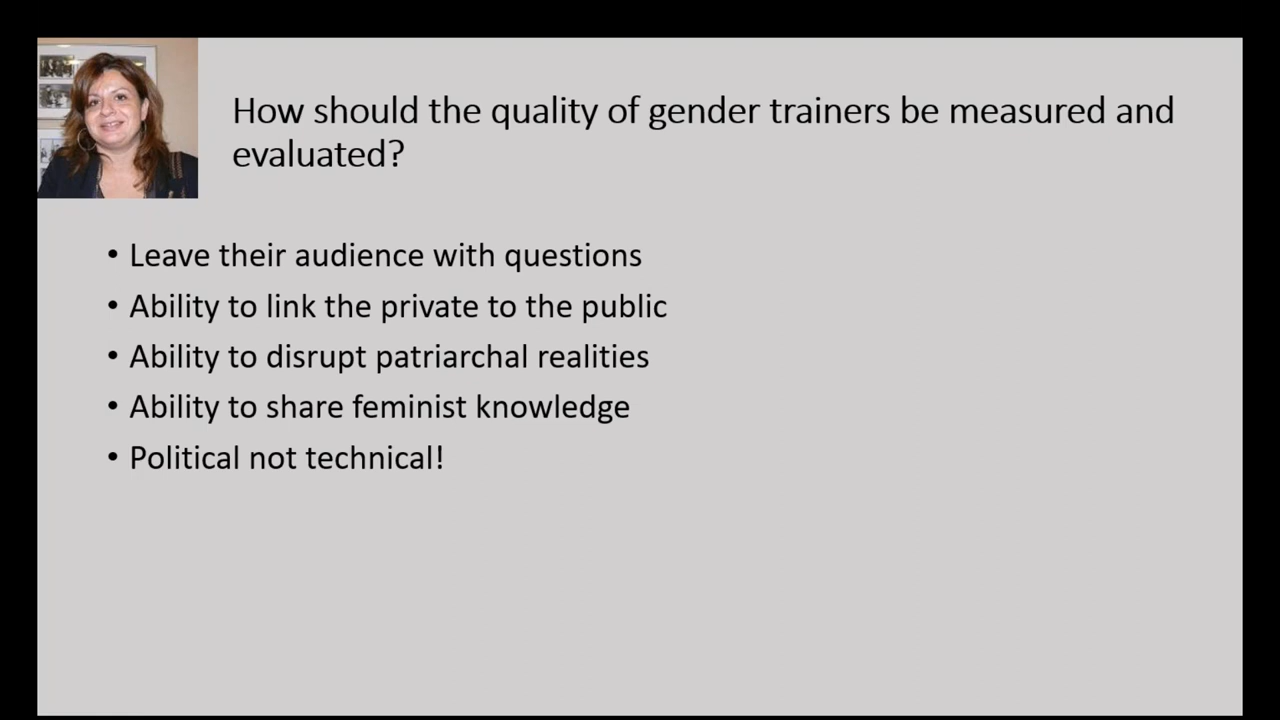 How should the quality of gender trainers be measured and
evaluated?
• Leave their audience with questions
• Ability to link the private to the public
• Ability to disrupt patriarchal realities
• Ability to share feminist knowledge
• Political not technical!